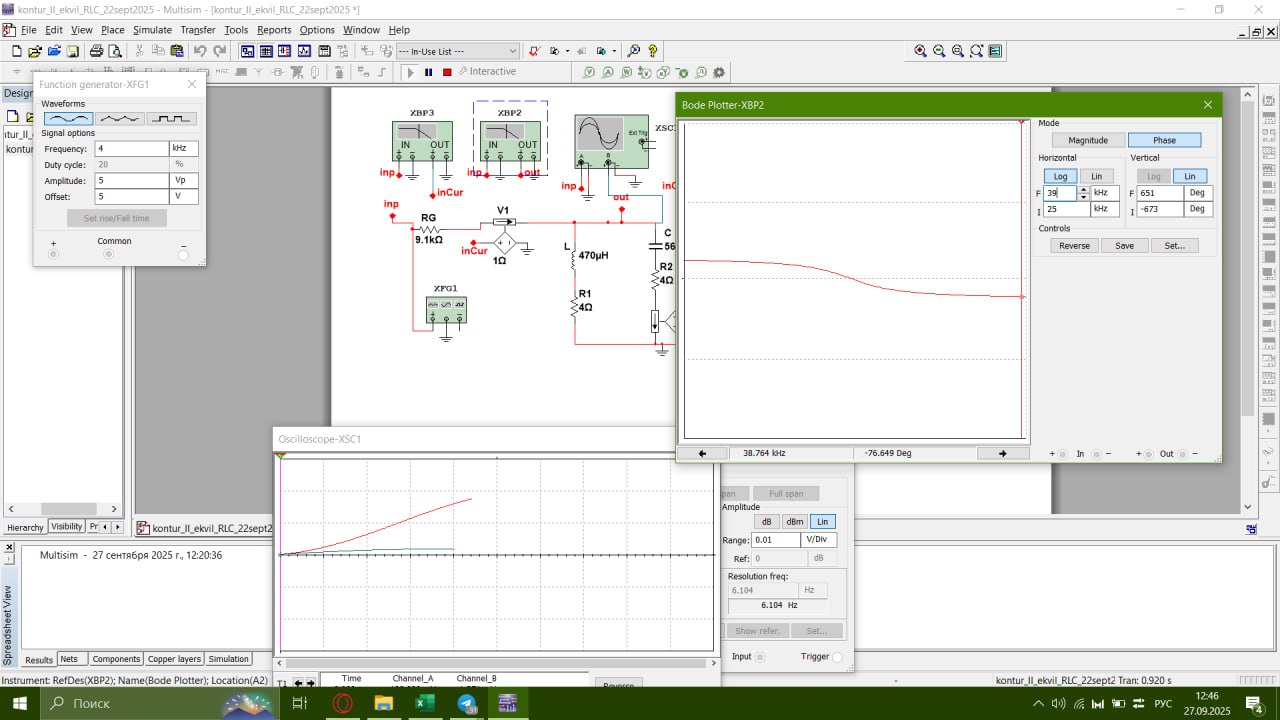 kontur_II_ekvil_RLC_22sept2025 - Multisim - [kontur_II_ekvil_RLC_22sept2025 *]
File Edit View Place Simulate Transfer Tools Reports Options Window Help
--- In-Use List ---
Interactive
Function generator-XFG1
Waveforms
Signal options
Frequency: 4 kHz
Duty cycle: 20 %
Amplitude: 5 Vp
Offset: 5 V
Set rise/Fall time
+ Common −
Desig
kontur
XBP3
IN OUT
XBP2
IN OUT
Ext Trig
A B
inp
inCur
inp
out
inp
inp
RG
9.1kΩ
V1
inCur
1Ω
out
L
470µH
R1
4Ω
C
56
R2
4Ω
XFG1
Bode Plotter-XBP2
Mode
Magnitude Phase
Horizontal Vertical
Log Lin Log Lin
F 39 kHz F 651 Deg
I 25 kHz I -673 Deg
Controls
Reverse Save Set...
38.764 kHz -76.649 Deg
+ In − + Out −
Oscilloscope-XSC1
Time Channel_A Channel_B
T1
Reverse
Full span
Amplitude
dB dBm Lin
Range: 0.01 V/Div
Ref: 0 dB
Resolution freq:
6.104 Hz
6.104 Hz
Show refer. Set...
Input Trigger
Hierarchy Visibility Pr
kontur_II_ekvil_RLC_22sept2
Spreadsheet View
Multisim - 27 сентября 2025 г., 12:20:36
Results Nets Components Copper layers Simulation
Instrument: RefDes(XBP2); Name(Bode Plotter); Location(A2)
-
kontur_II_ekvil_RLC_22sept2 Tran: 0.920 s
Поиск
РУС
12:46
27.09.2025
4